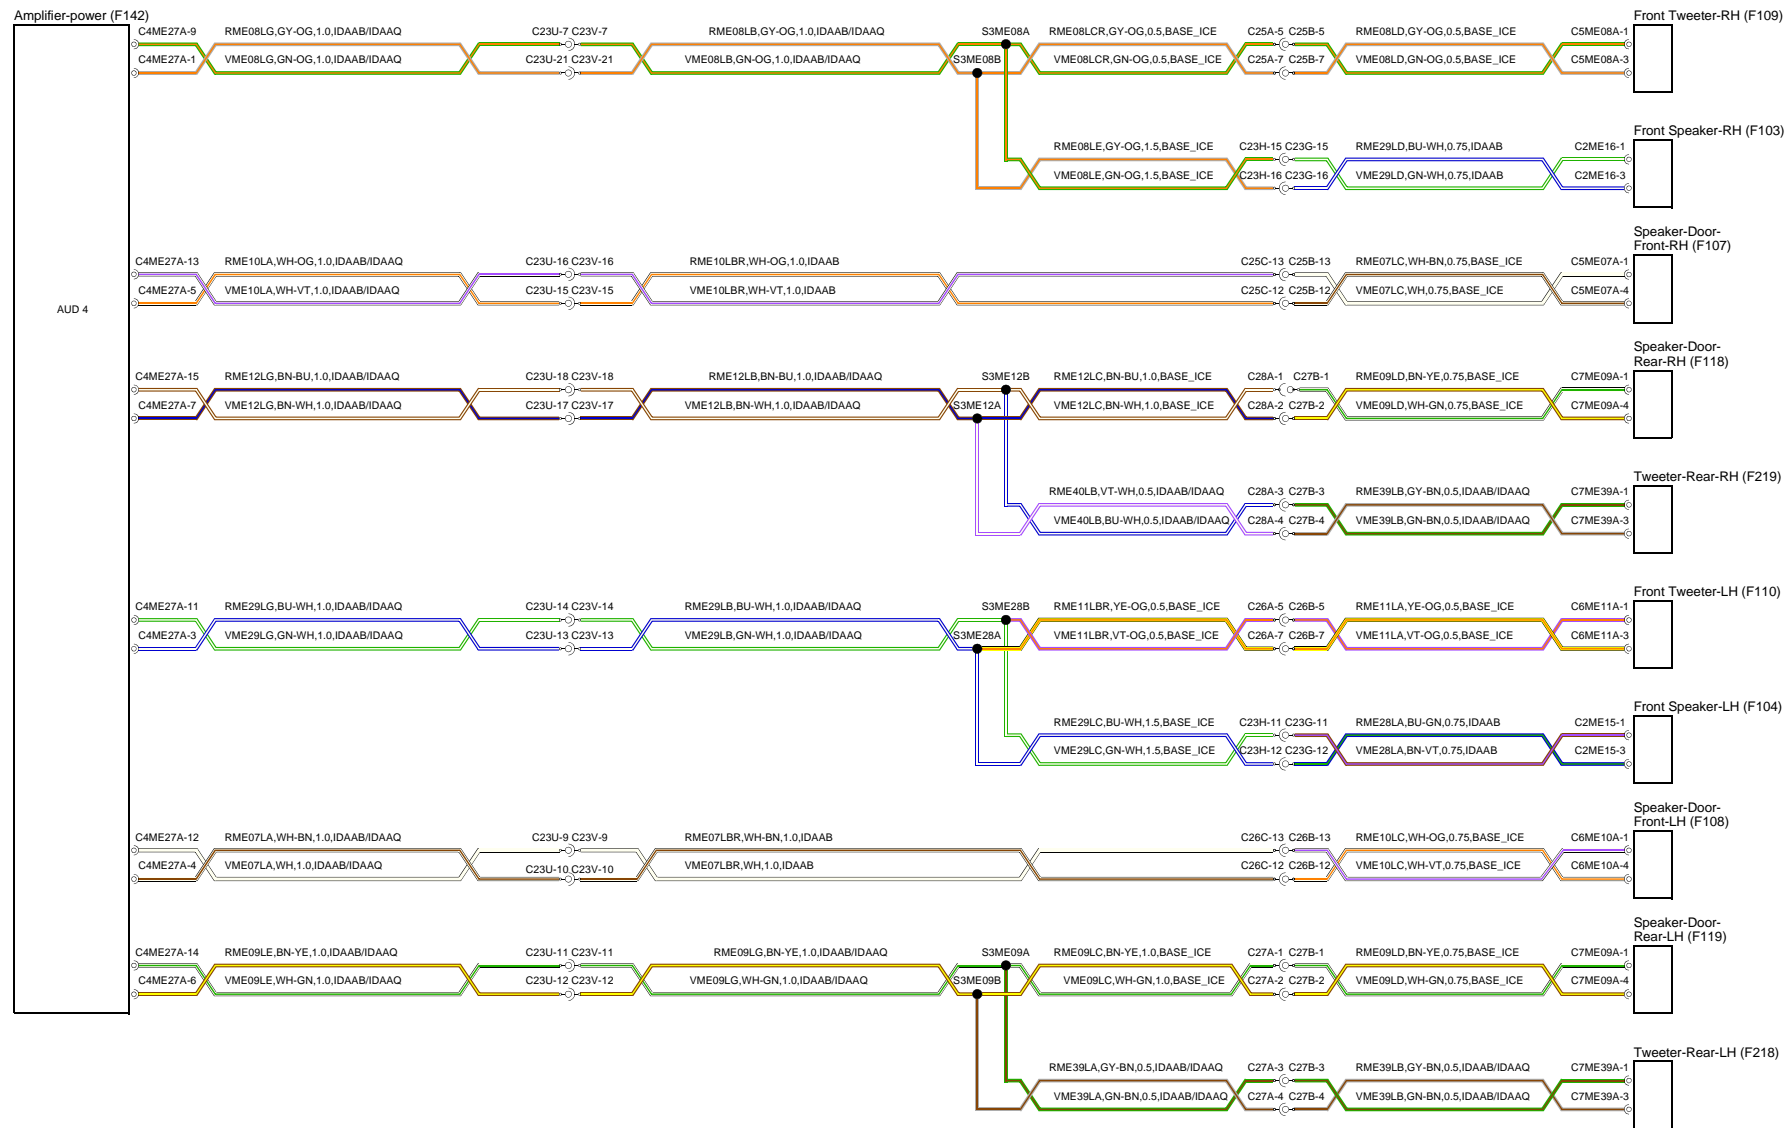 Amplifier-power (F142)
Front Tweeter-RH (F109)
C4ME27A-9 RME08LG,GY-OG,1.0,IDAAB/IDAAQ C23U-7 C23V-7 RME08LB,GY-OG,1.0,IDAAB/IDAAQ S3ME08A RME08LCR,GY-OG,0.5,BASE_ICE C25A-5 C25B-5 RME08LD,GY-OG,0.5,BASE_ICE C5ME08A-1
C4ME27A-1 VME08LG,GN-OG,1.0,IDAAB/IDAAQ C23U-21 C23V-21 VME08LB,GN-OG,1.0,IDAAB/IDAAQ S3ME08B VME08LCR,GN-OG,0.5,BASE_ICE C25A-7 C25B-7 VME08LD,GN-OG,0.5,BASE_ICE C5ME08A-3
Front Speaker-RH (F103)
RME08LE,GY-OG,1.5,BASE_ICE C23H-15 C23G-15 RME29LD,BU-WH,0.75,IDAAB C2ME16-1
VME08LE,GN-OG,1.5,BASE_ICE C23H-16 C23G-16 VME29LD,GN-WH,0.75,IDAAB C2ME16-3
Speaker-Door-
Front-RH (F107)
C4ME27A-13 RME10LA,WH-OG,1.0,IDAAB/IDAAQ C23U-16 C23V-16 RME10LBR,WH-OG,1.0,IDAAB C25C-13 C25B-13 RME07LC,WH-BN,0.75,BASE_ICE C5ME07A-1
C4ME27A-5 VME10LA,WH-VT,1.0,IDAAB/IDAAQ C23U-15 C23V-15 VME10LBR,WH-VT,1.0,IDAAB C25C-12 C25B-12 VME07LC,WH,0.75,BASE_ICE C5ME07A-4
AUD 4
Speaker-Door-
Rear-RH (F118)
C4ME27A-15 RME12LG,BN-BU,1.0,IDAAB/IDAAQ C23U-18 C23V-18 RME12LB,BN-BU,1.0,IDAAB/IDAAQ S3ME12B RME12LC,BN-BU,1.0,BASE_ICE C28A-1 C27B-1 RME09LD,BN-YE,0.75,BASE_ICE C7ME09A-1
C4ME27A-7 VME12LG,BN-WH,1.0,IDAAB/IDAAQ C23U-17 C23V-17 VME12LB,BN-WH,1.0,IDAAB/IDAAQ S3ME12A VME12LC,BN-WH,1.0,BASE_ICE C28A-2 C27B-2 VME09LD,WH-GN,0.75,BASE_ICE C7ME09A-4
Tweeter-Rear-RH (F219)
RME40LB,VT-WH,0.5,IDAAB/IDAAQ C28A-3 C27B-3 RME39LB,GY-BN,0.5,IDAAB/IDAAQ C7ME39A-1
VME40LB,BU-WH,0.5,IDAAB/IDAAQ C28A-4 C27B-4 VME39LB,GN-BN,0.5,IDAAB/IDAAQ C7ME39A-3
Front Tweeter-LH (F110)
C4ME27A-11 RME29LG,BU-WH,1.0,IDAAB/IDAAQ C23U-14 C23V-14 RME29LB,BU-WH,1.0,IDAAB/IDAAQ S3ME28B RME11LBR,YE-OG,0.5,BASE_ICE C26A-5 C26B-5 RME11LA,YE-OG,0.5,BASE_ICE C6ME11A-1
C4ME27A-3 VME29LG,GN-WH,1.0,IDAAB/IDAAQ C23U-13 C23V-13 VME29LB,GN-WH,1.0,IDAAB/IDAAQ S3ME28A VME11LBR,VT-OG,0.5,BASE_ICE C26A-7 C26B-7 VME11LA,VT-OG,0.5,BASE_ICE C6ME11A-3
Front Speaker-LH (F104)
RME29LC,BU-WH,1.5,BASE_ICE C23H-11 C23G-11 RME28LA,BU-GN,0.75,IDAAB C2ME15-1
VME29LC,GN-WH,1.5,BASE_ICE C23H-12 C23G-12 VME28LA,BN-VT,0.75,IDAAB C2ME15-3
Speaker-Door-
Front-LH (F108)
C4ME27A-12 RME07LA,WH-BN,1.0,IDAAB/IDAAQ C23U-9 C23V-9 RME07LBR,WH-BN,1.0,IDAAB C26C-13 C26B-13 RME10LC,WH-OG,0.75,BASE_ICE C6ME10A-1
C4ME27A-4 VME07LA,WH,1.0,IDAAB/IDAAQ C23U-10 C23V-10 VME07LBR,WH,1.0,IDAAB C26C-12 C26B-12 VME10LC,WH-VT,0.75,BASE_ICE C6ME10A-4
Speaker-Door-
Rear-LH (F119)
C4ME27A-14 RME09LE,BN-YE,1.0,IDAAB/IDAAQ C23U-11 C23V-11 RME09LG,BN-YE,1.0,IDAAB/IDAAQ S3ME09A RME09LC,BN-YE,1.0,BASE_ICE C27A-1 C27B-1 RME09LD,BN-YE,0.75,BASE_ICE C7ME09A-1
C4ME27A-6 VME09LE,WH-GN,1.0,IDAAB/IDAAQ C23U-12 C23V-12 VME09LG,WH-GN,1.0,IDAAB/IDAAQ S3ME09B VME09LC,WH-GN,1.0,BASE_ICE C27A-2 C27B-2 VME09LD,WH-GN,0.75,BASE_ICE C7ME09A-4
Tweeter-Rear-LH (F218)
RME39LA,GY-BN,0.5,IDAAB/IDAAQ C27A-3 C27B-3 RME39LB,GY-BN,0.5,IDAAB/IDAAQ C7ME39A-1
VME39LA,GN-BN,0.5,IDAAB/IDAAQ C27A-4 C27B-4 VME39LB,GN-BN,0.5,IDAAB/IDAAQ C7ME39A-3